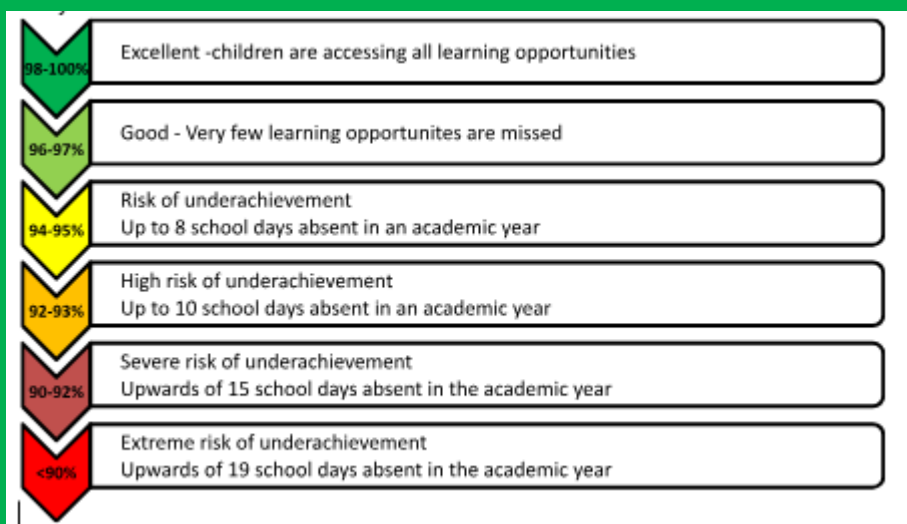 98-100%
Excellent -children are accessing all learning opportunities
96-97%
Good - Very few learning opportunites are missed
94-95%
Risk of underachievement
Up to 8 school days absent in an academic year
92-93%
High risk of underachievement
Up to 10 school days absent in an academic year
90-92%
Severe risk of underachievement
Upwards of 15 school days absent in the academic year
<90%
Extreme risk of underachievement
Upwards of 19 school days absent in the academic year